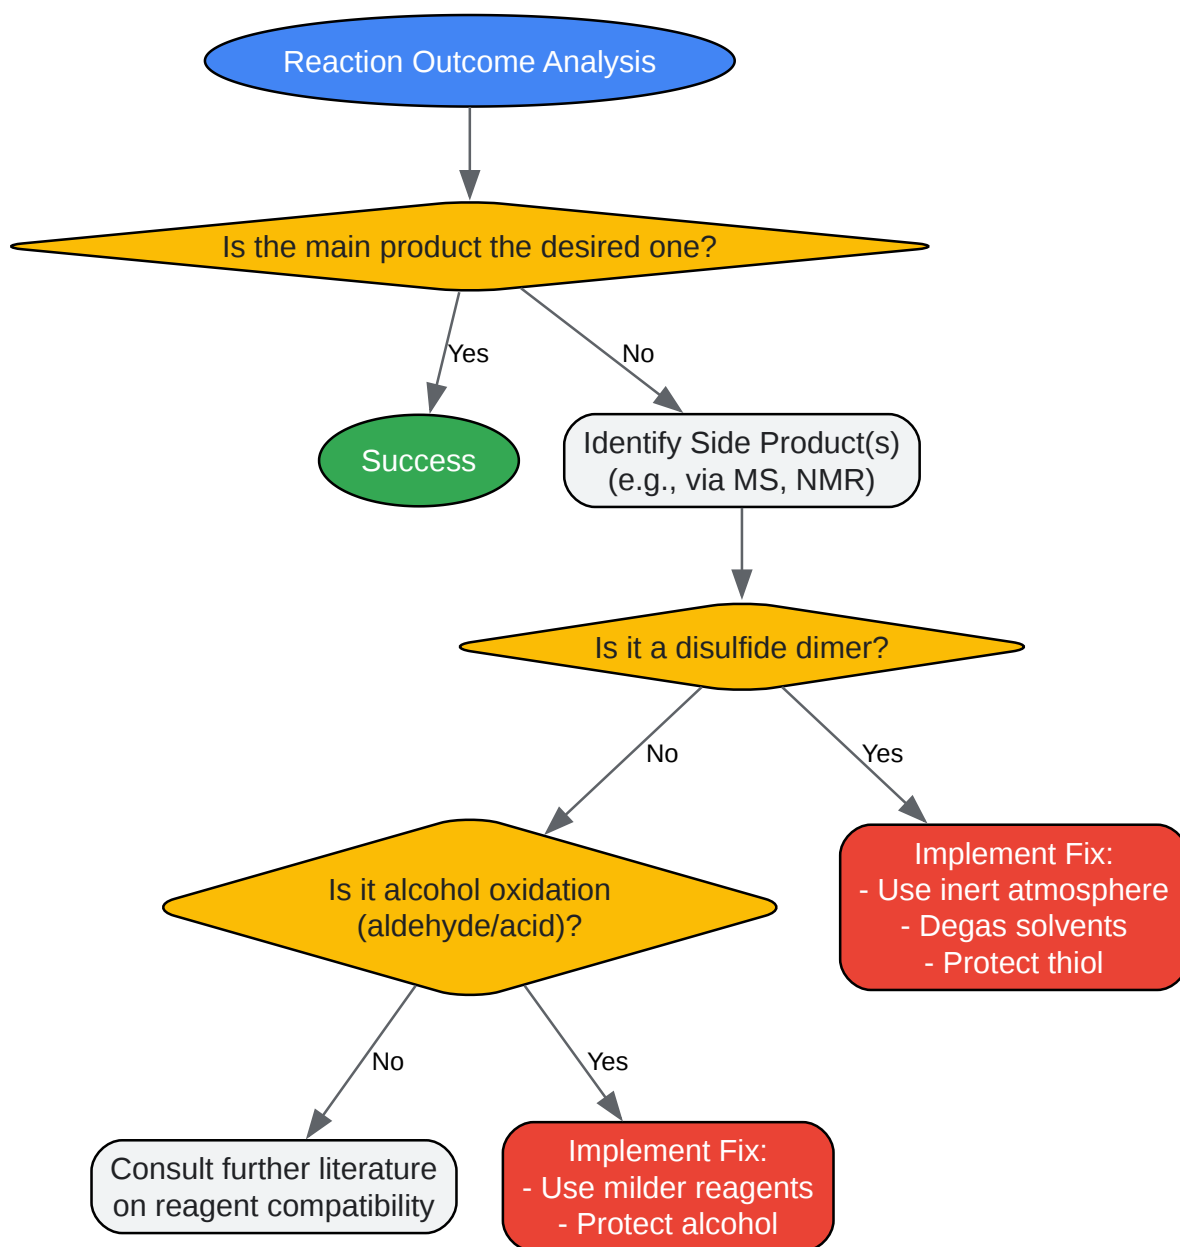 Reaction Outcome Analysis
Is the main product the desired one?
Yes
No
Success
Identify Side Product(s)
(e.g., via MS, NMR)
Is it a disulfide dimer?
No
Yes
Implement Fix:
- Use inert atmosphere
- Degas solvents
- Protect thiol
Is it alcohol oxidation
(aldehyde/acid)?
No
Yes
Consult further literature
on reagent compatibility
Implement Fix:
- Use milder reagents
- Protect alcohol